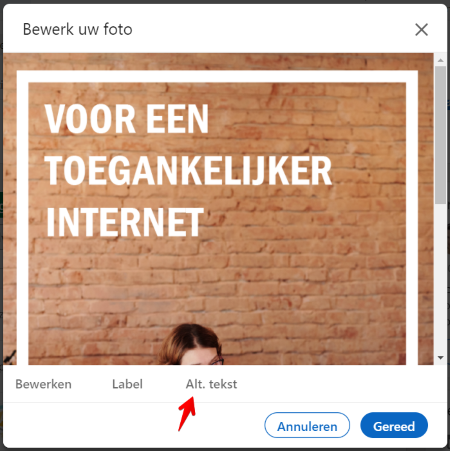 Bewerk uw foto
VOOR EEN
TOEGANKELIJKER
INTERNET
Bewerken Label Alt. tekst
Annuleren Gereed